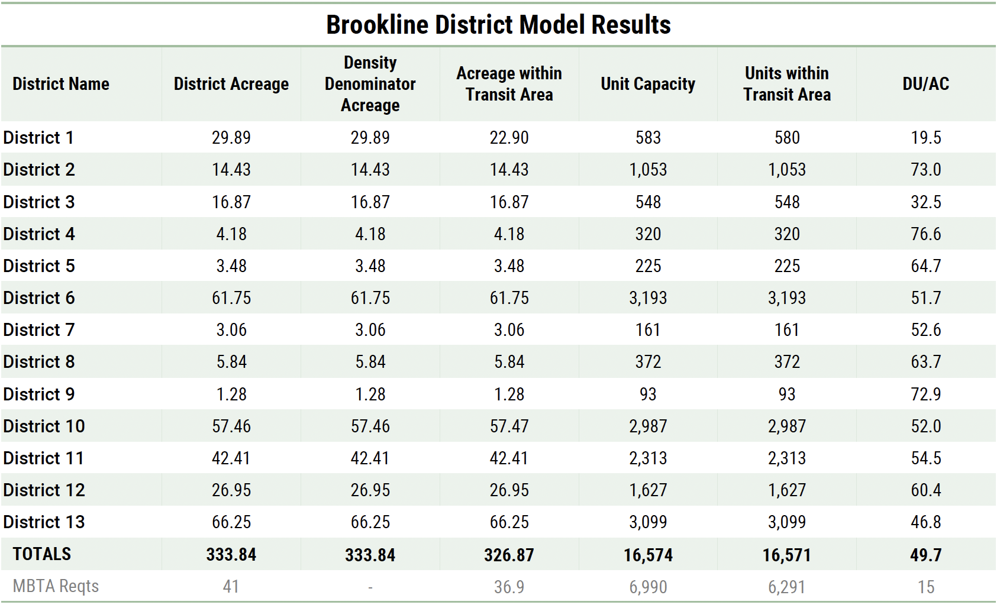 Brookline District Model Results
District Name District Acreage Density Denominator Acreage Acreage within Transit Area Unit Capacity Units within Transit Area DU/AC
District 1 29.89 29.89 22.90 583 580 19.5
District 2 14.43 14.43 14.43 1,053 1,053 73.0
District 3 16.87 16.87 16.87 548 548 32.5
District 4 4.18 4.18 4.18 320 320 76.6
District 5 3.48 3.48 3.48 225 225 64.7
District 6 61.75 61.75 61.75 3,193 3,193 51.7
District 7 3.06 3.06 3.06 161 161 52.6
District 8 5.84 5.84 5.84 372 372 63.7
District 9 1.28 1.28 1.28 93 93 72.9
District 10 57.46 57.46 57.47 2,987 2,987 52.0
District 11 42.41 42.41 42.41 2,313 2,313 54.5
District 12 26.95 26.95 26.95 1,627 1,627 60.4
District 13 66.25 66.25 66.25 3,099 3,099 46.8
TOTALS 333.84 333.84 326.87 16,574 16,571 49.7
MBTA Reqts 41 - 36.9 6,990 6,291 15